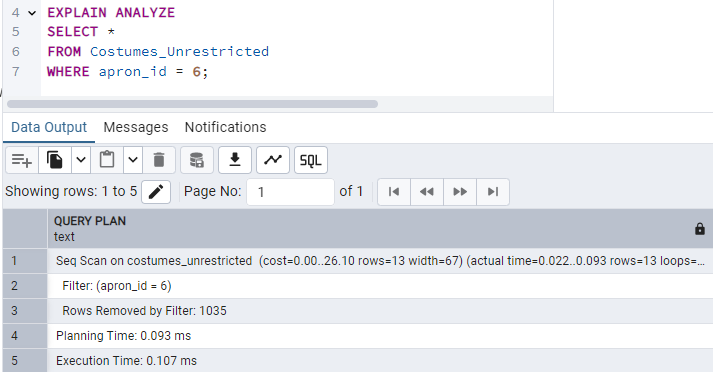 4 EXPLAIN ANALYZE
5 SELECT *
6 FROM Costumes_Unrestricted
7 WHERE apron_id = 6;
Data Output Messages Notifications
SQL
Showing rows: 1 to 5 Page No: 1 of 1
QUERY PLAN
text
1 Seq Scan on costumes_unrestricted (cost=0.00..26.10 rows=13 width=67) (actual time=0.022..0.093 rows=13 loops=...
2 Filter: (apron_id = 6)
3 Rows Removed by Filter: 1035
4 Planning Time: 0.093 ms
5 Execution Time: 0.107 ms